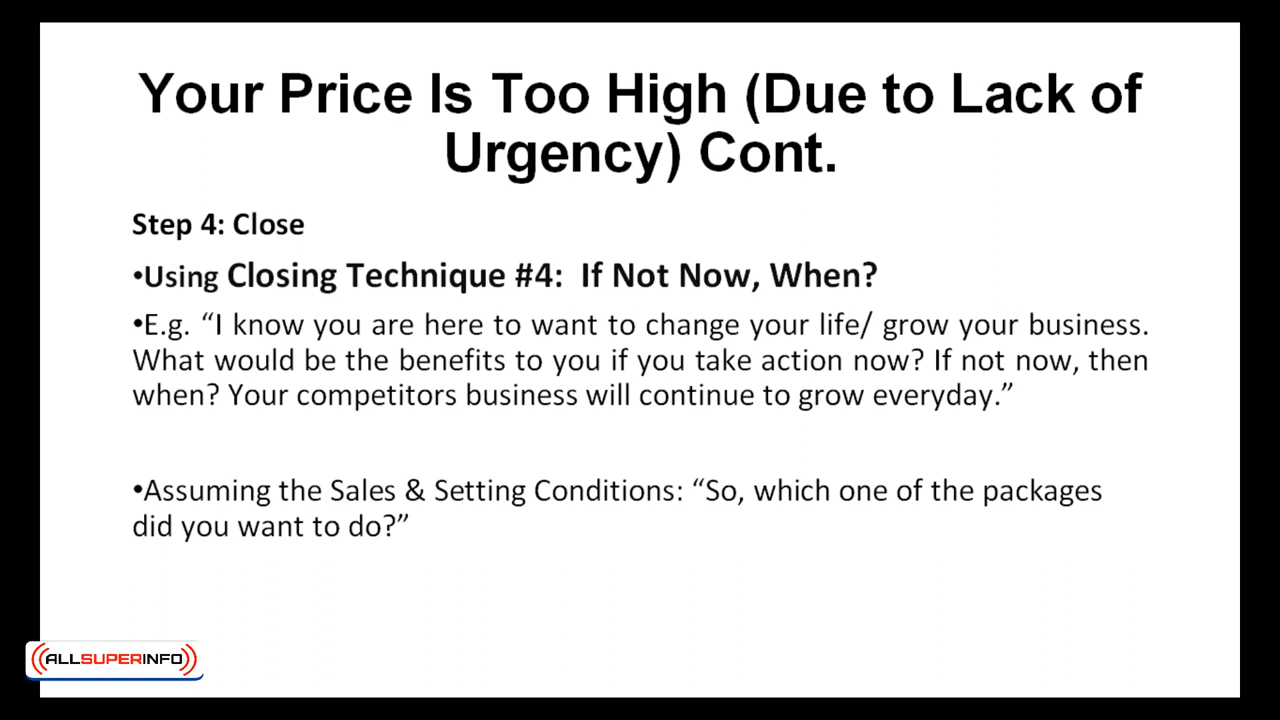 Your Price Is Too High (Due to Lack of
Urgency) Cont.
Step 4: Close
•Using Closing Technique #4:  If Not Now, When?
•E.g. “I know you are here to want to change your life/ grow your business.
What would be the benefits to you if you take action now? If not now, then
when? Your competitors business will continue to grow everyday.”
•Assuming the Sales & Setting Conditions: “So, which one of the packages
did you want to do?”
ALLSUPERINFO